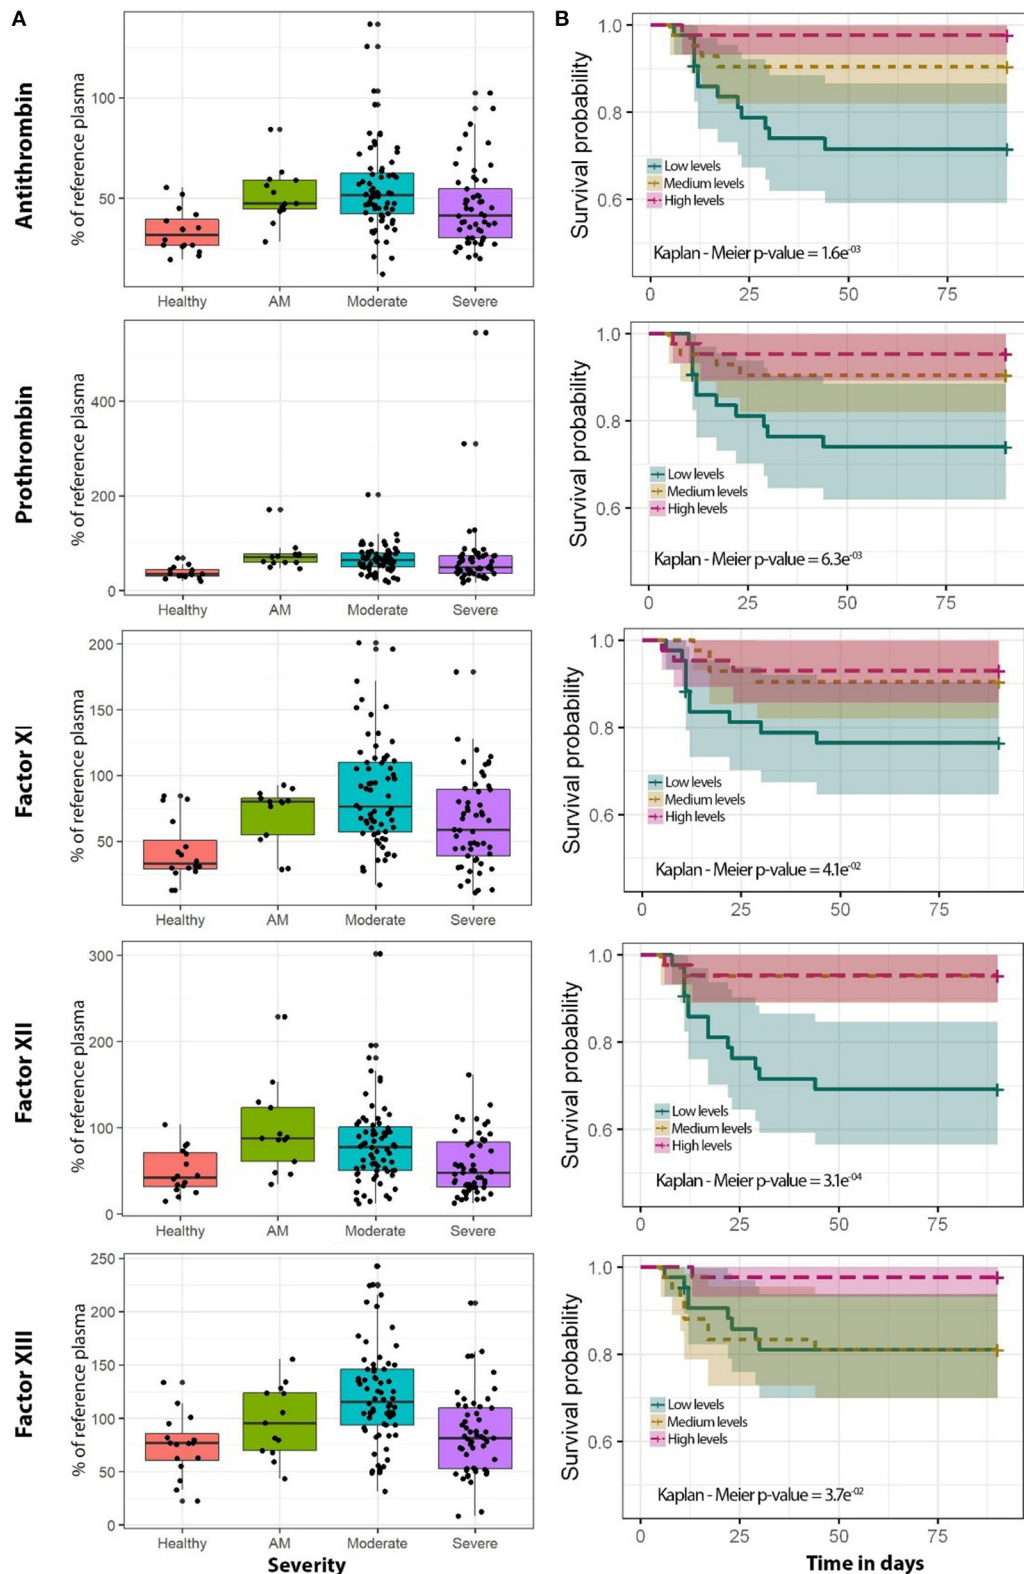 A
B
Antithrombin
% of reference plasma
100
50
Healthy AM Moderate Severe
Survival probability
1.0
0.8
0.6
Low levels
Medium levels
High levels
Kaplan - Meier p-value = 1.6e-03
0 25 50 75
Prothrombin
% of reference plasma
400
200
0
Healthy AM Moderate Severe
Survival probability
1.0
0.8
0.6
Low levels
Medium levels
High levels
Kaplan - Meier p-value = 6.3e-03
0 25 50 75
Factor XI
% of reference plasma
200
150
100
50
Healthy AM Moderate Severe
Survival probability
1.0
0.8
0.6
Low levels
Medium levels
High levels
Kaplan - Meier p-value = 4.1e-02
0 25 50 75
Factor XII
% of reference plasma
300
200
100
0
Healthy AM Moderate Severe
Survival probability
1.0
0.8
0.6
Low levels
Medium levels
High levels
Kaplan - Meier p-value = 3.1e-04
0 25 50 75
Factor XIII
% of reference plasma
250
200
150
100
50
0
Healthy AM Moderate Severe
Severity
Survival probability
1.0
0.8
0.6
Low levels
Medium levels
High levels
Kaplan - Meier p-value = 3.7e-02
0 25 50 75
Time in days